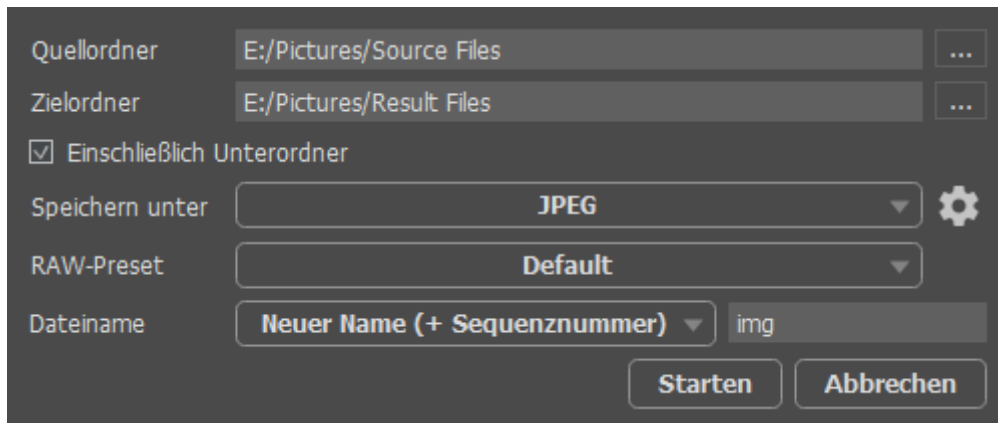 Quellordner E:/Pictures/Source Files ...
Zielordner E:/Pictures/Result Files ...
Einschließlich Unterordner
Speichern unter JPEG
RAW-Preset Default
Dateiname Neuer Name (+ Sequenznummer) img
Starten Abbrechen